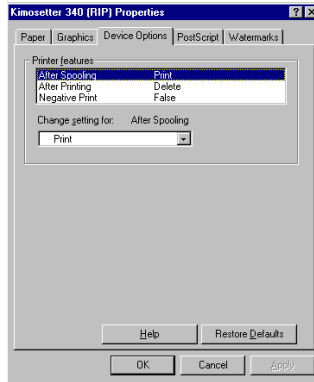 Kimosetter 340 (RIP) Properties
Paper Graphics Device Options PostScript Watermarks
Printer features
After Spooling Print
After Printing Delete
Negative Print False
Change setting for: After Spooling
Print
Help Restore Defaults
OK Cancel Apply